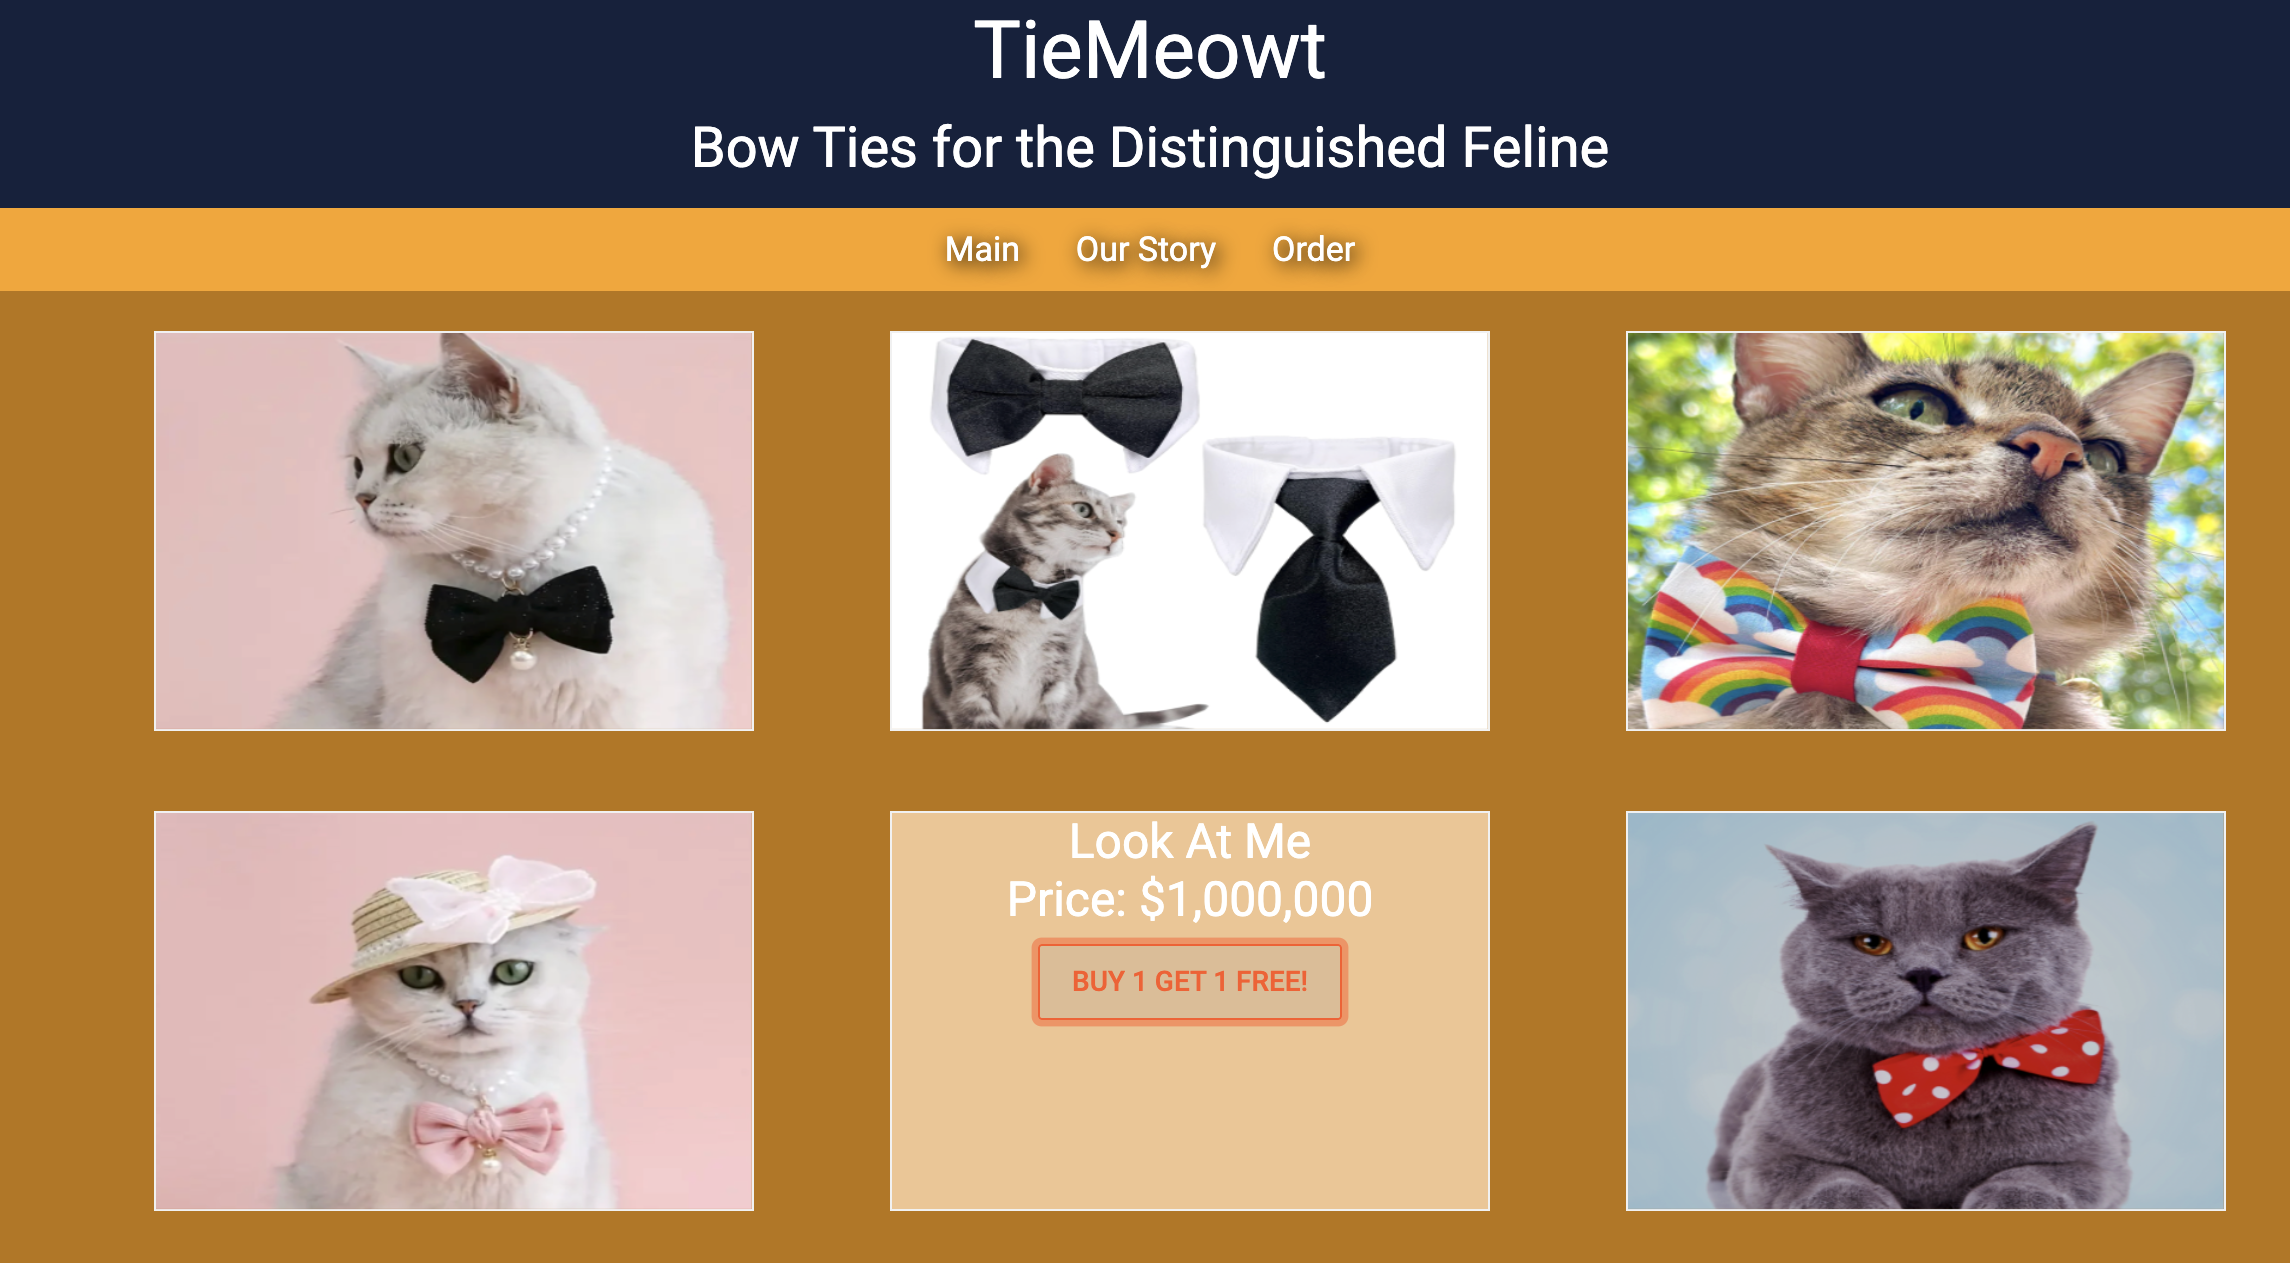 TieMeowt
Bow Ties for the Distinguished Feline
Main Our Story Order
Look At Me
Price: $1,000,000
BUY 1 GET 1 FREE!